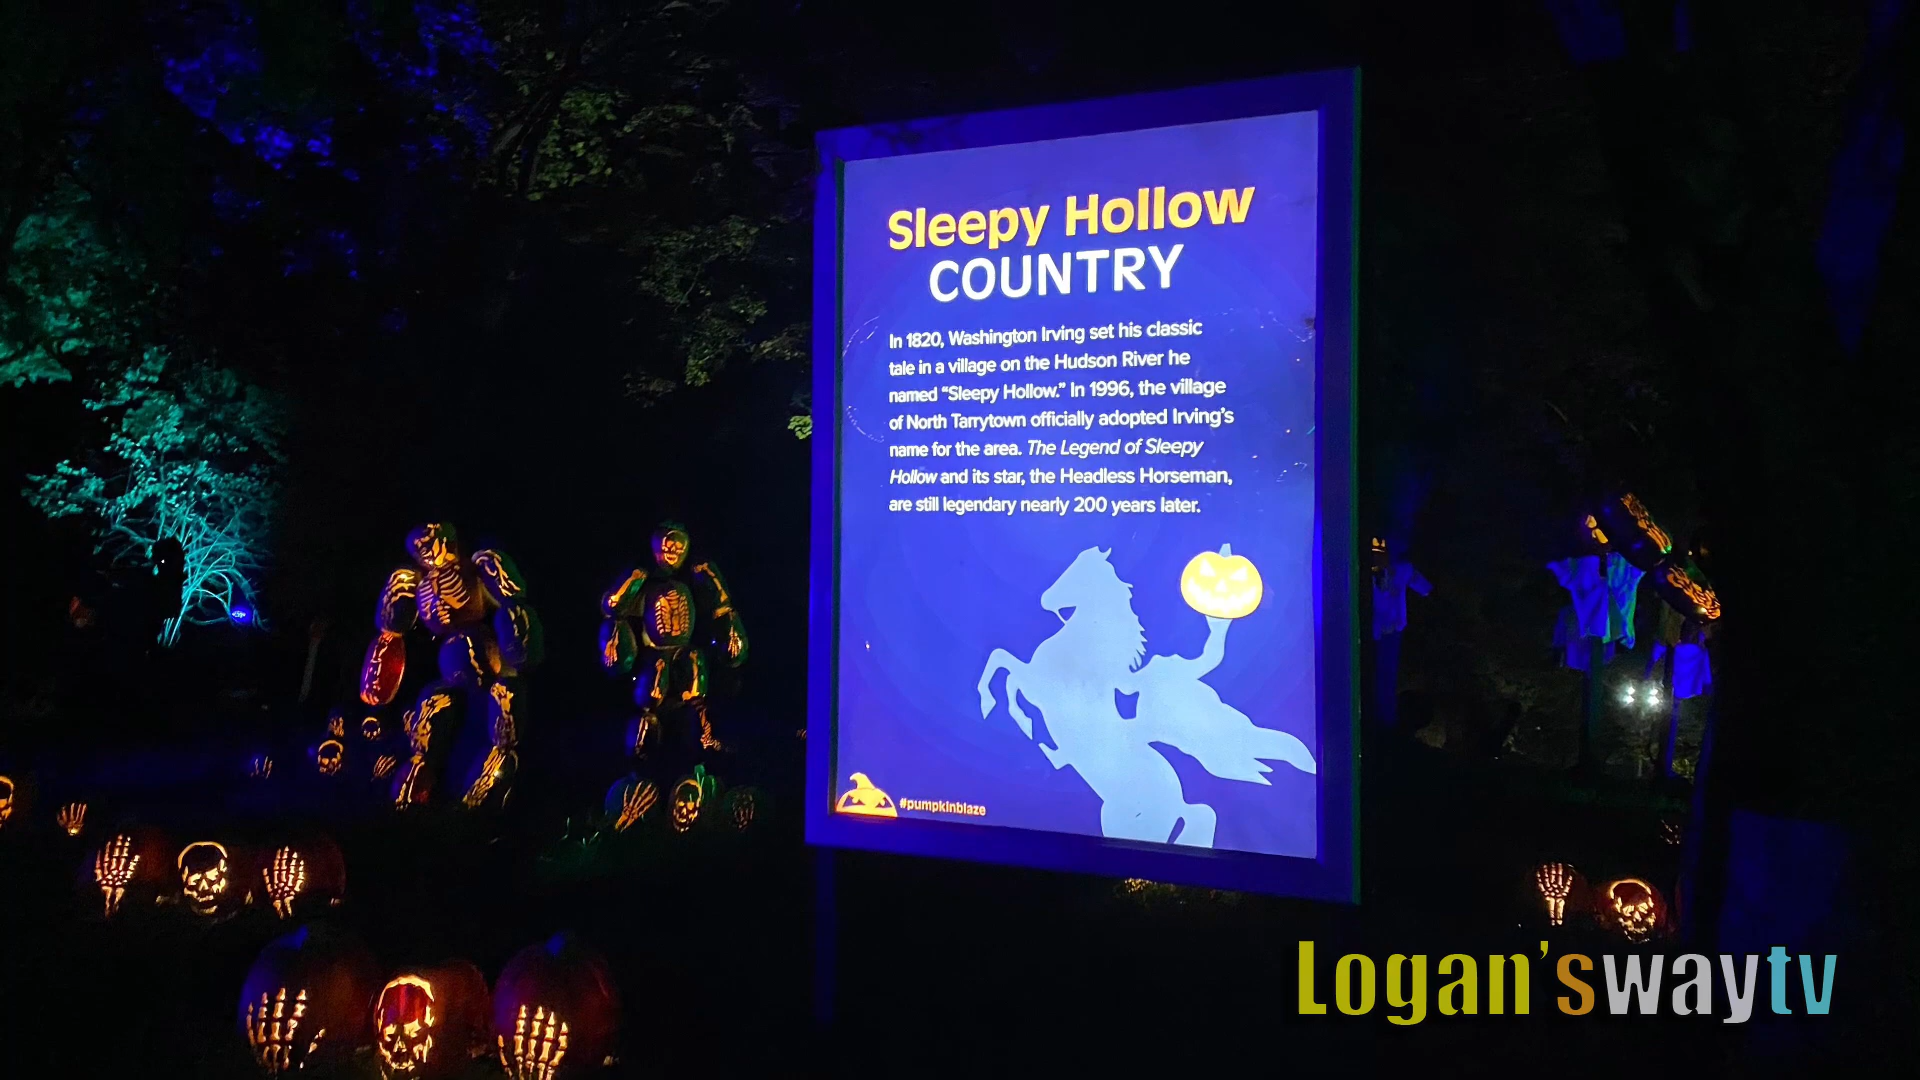 Sleepy Hollow
COUNTRY
In 1820, Washington Irving set his classic
tale in a village on the Hudson River he
named “Sleepy Hollow.” In 1996, the village
of North Tarrytown officially adopted Irving’s
name for the area. The Legend of Sleepy
Hollow and its star, the Headless Horseman,
are still legendary nearly 200 years later.
#pumpkinblaze
Logan’swaytv